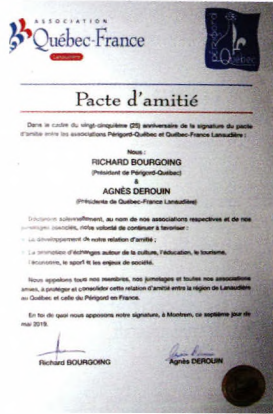 ASSOCIATION
Québec-France
Lanaudière
Québec
Pacte d'amitié
Dans le cadre du vingt-cinquième (25) anniversaire de la signature du pacte
d'amitié entre les associations Périgord-Québec et Québec-France Lanaudière :
Nous :
RICHARD BOURGOING
(Président de Périgord-Québec)
&
AGNÈS DEROUIN
(Présidente de Québec-France Lanaudière)
solennellement, au nom de nos associations respectives et de nos
jumelages associés, notre volonté de continuer à favoriser :
Le développement de notre relation d'amitié ;
La promotion d'échanges autour de la culture, l'éducation, le tourisme,
l'économie, le sport et les enjeux de société.
Nous appelons tous nos membres, nos jumelages et toutes nos associations
amies, à protéger et consolider cette relation d'amitié entre la région de Lanaudière
au Québec et celle du Périgord en France.
En foi de quoi nous apposons notre signature, à Montrem, ce septième jour de
mai 2019.
Richard BOURGOING
Agnès DEROUIN